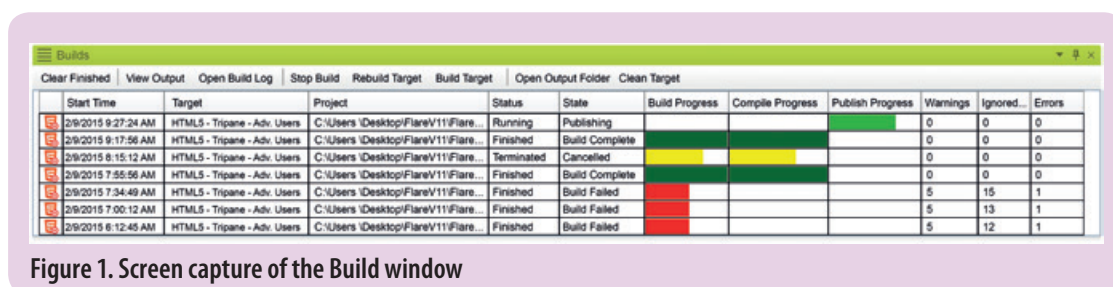 Builds
Clear Finished View Output Open Build Log Stop Build Rebuild Target Build Target Open Output Folder Clean Target
Start Time Target Project Status State Build Progress Compile Progress Publish Progress Warnings Ignored... Errors
2/9/2015 9:27:24 AM HTML5 - Tripane - Adv. Users C:\Users \Desktop\FlareV11\Flare... Running Publishing 0 0 0
2/9/2015 9:17:56 AM HTML5 - Tripane - Adv. Users C:\Users \Desktop\FlareV11\Flare... Finished Build Complete 0 0 0
2/9/2015 8:15:12 AM HTML5 - Tripane - Adv. Users C:\Users \Desktop\FlareV11\Flare... Terminated Cancelled 0 0 0
2/9/2015 7:55:56 AM HTML5 - Tripane - Adv. Users C:\Users \Desktop\FlareV11\Flare... Finished Build Complete 0 0 0
2/9/2015 7:34:49 AM HTML5 - Tripane - Adv. Users C:\Users \Desktop\FlareV11\Flare... Finished Build Failed 5 15 1
2/9/2015 7:00:12 AM HTML5 - Tripane - Adv. Users C:\Users \Desktop\FlareV11\Flare... Finished Build Failed 5 13 1
2/9/2015 6:12:45 AM HTML5 - Tripane - Adv. Users C:\Users \Desktop\FlareV11\Flare... Finished Build Failed 5 12 1
Figure 1. Screen capture of the Build window